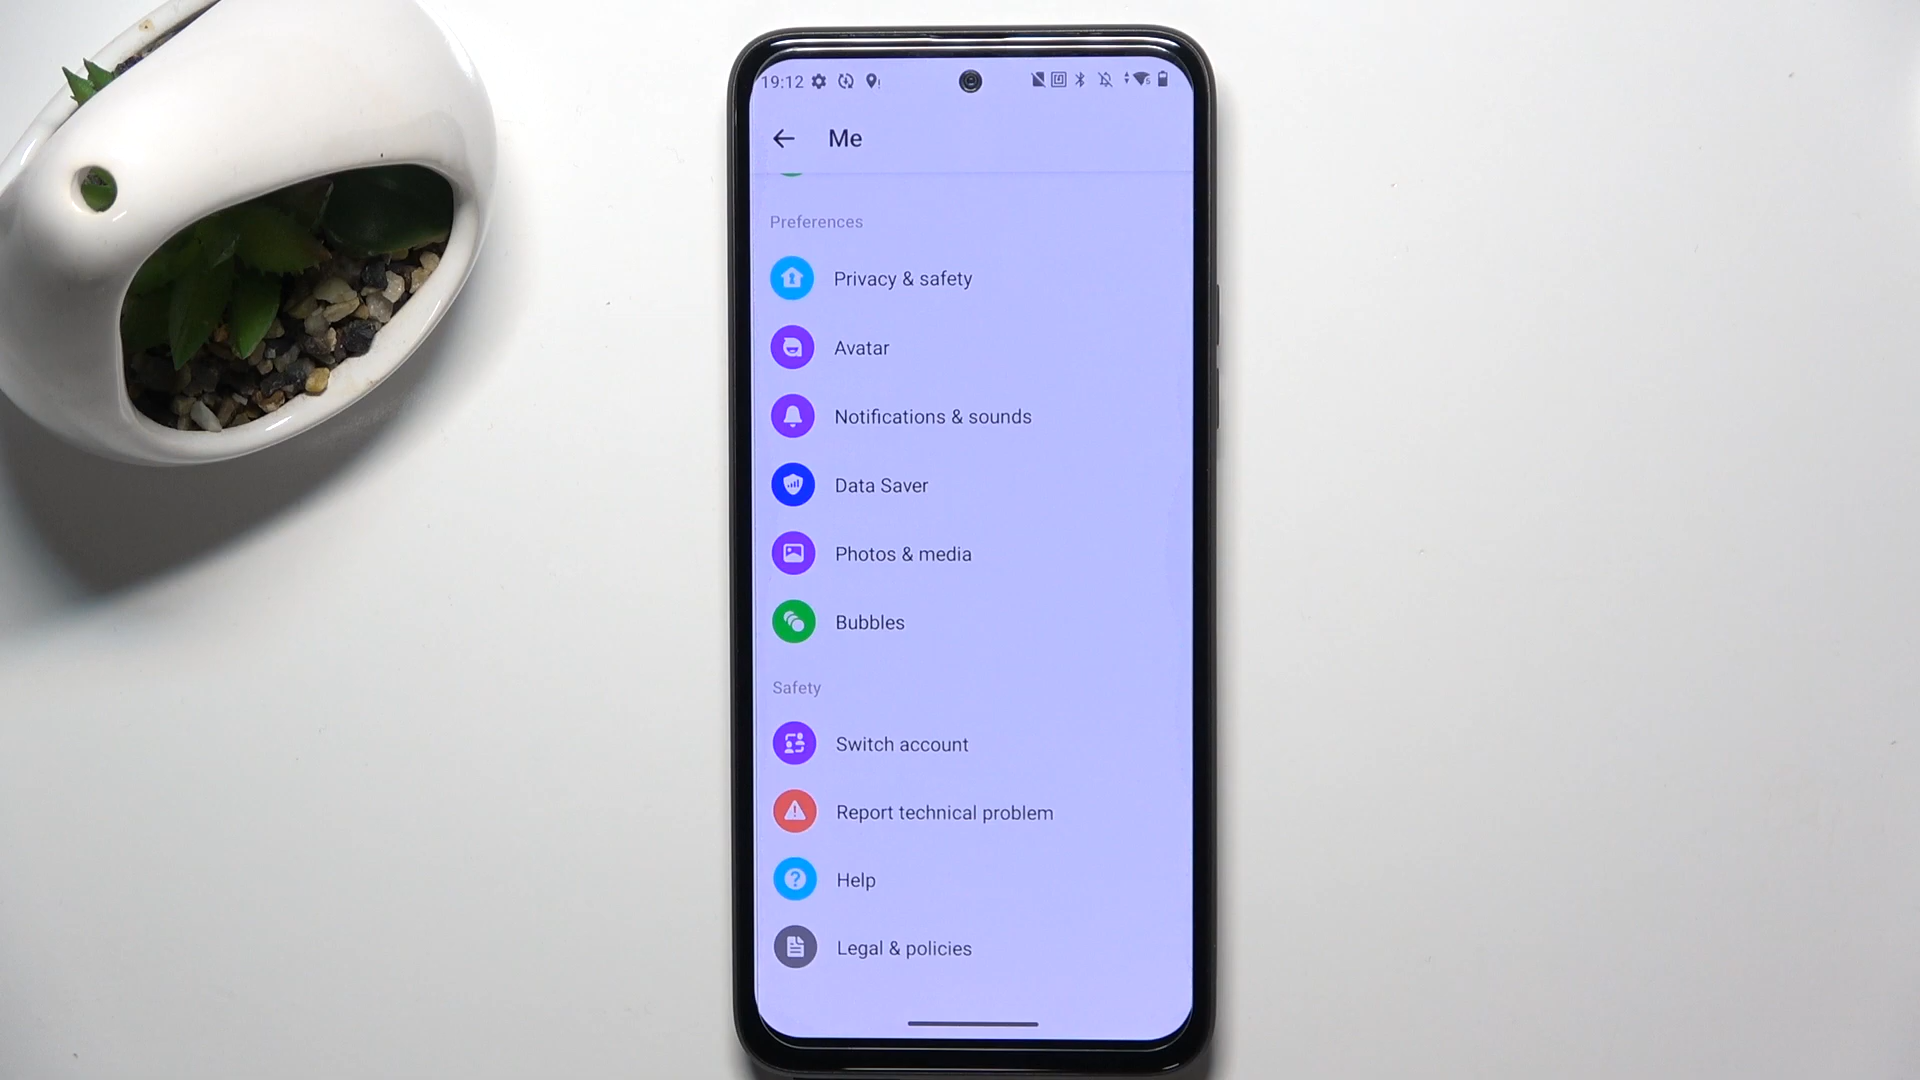 19:12
Me
Preferences
Privacy & safety
Avatar
Notifications & sounds
Data Saver
Photos & media
Bubbles
Safety
Switch account
Report technical problem
Help
Legal & policies